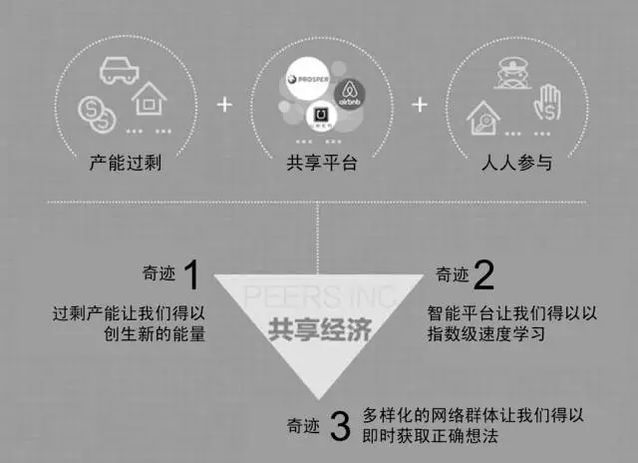 PROSPER
airbnb
产能过剩
+
共享平台
+
人人参与
奇迹 1
过剩产能让我们得以
创生新的能量
奇迹 2
智能平台让我们得以以
指数级速度学习
PEERS INC
共享经济
奇迹 3
多样化的网络群体让我们得以
即时获取正确想法